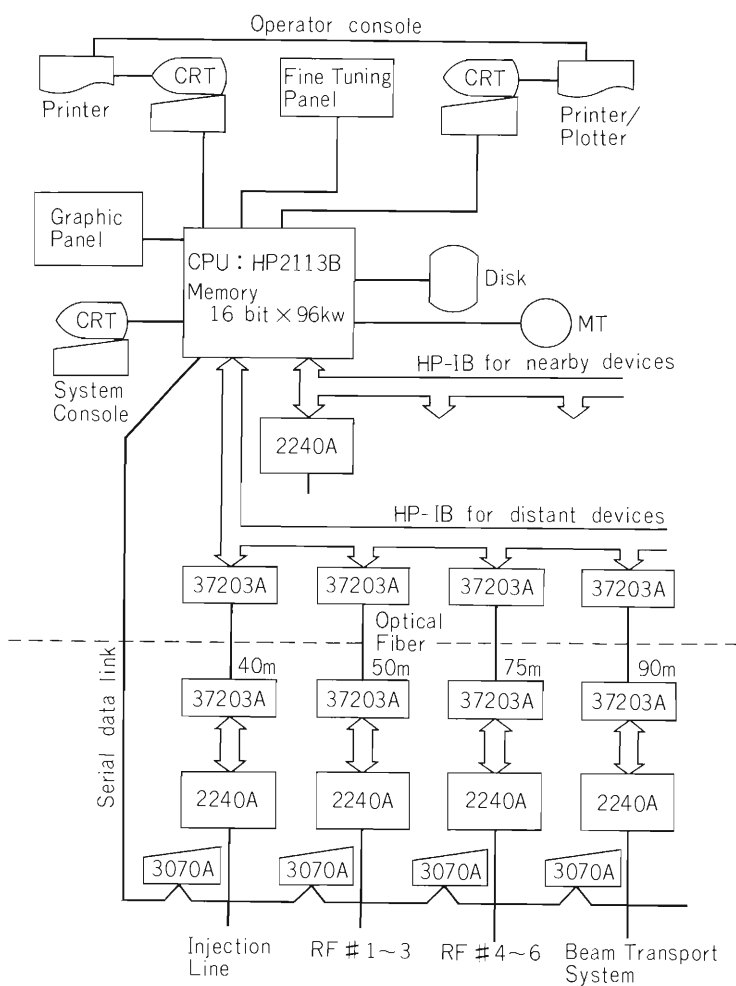 Operator console
CRT
Printer
Fine Tuning
Panel
CRT
Printer/
Plotter
Graphic
Panel
CPU : HP2113B
Memory
16 bit × 96kw
Disk
MT
CRT
System
Console
HP-IB for nearby devices
2240A
HP-IB for distant devices
37203A
37203A
37203A
37203A
Optical
Fiber
40m
50m
75m
90m
37203A
37203A
37203A
37203A
Serial data link
2240A
2240A
2240A
2240A
3070A
3070A
3070A
3070A
Injection
Line
RF #1~3
RF #4~6
Beam Transport
System